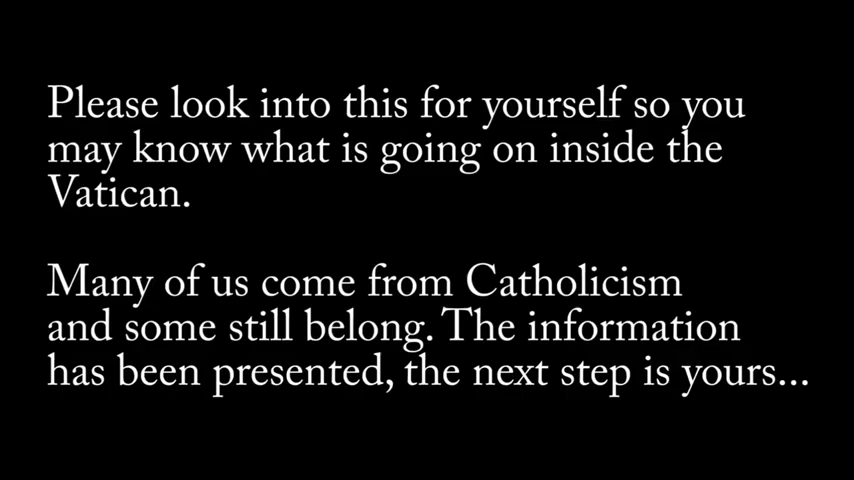 Please look into this for yourself so you
may know what is going on inside the
Vatican.
Many of us come from Catholicism
and some still belong. The information
has been presented, the next step is yours...